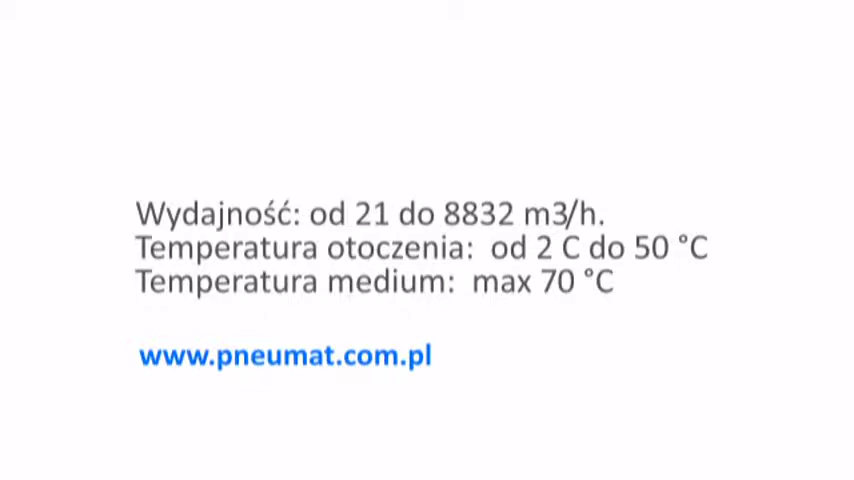 Wydajność: od 21 do 8832 m3/h.
Temperatura otoczenia: od 2 C do 50 °C
Temperatura medium: max 70 °C
www.pneumat.com.pl